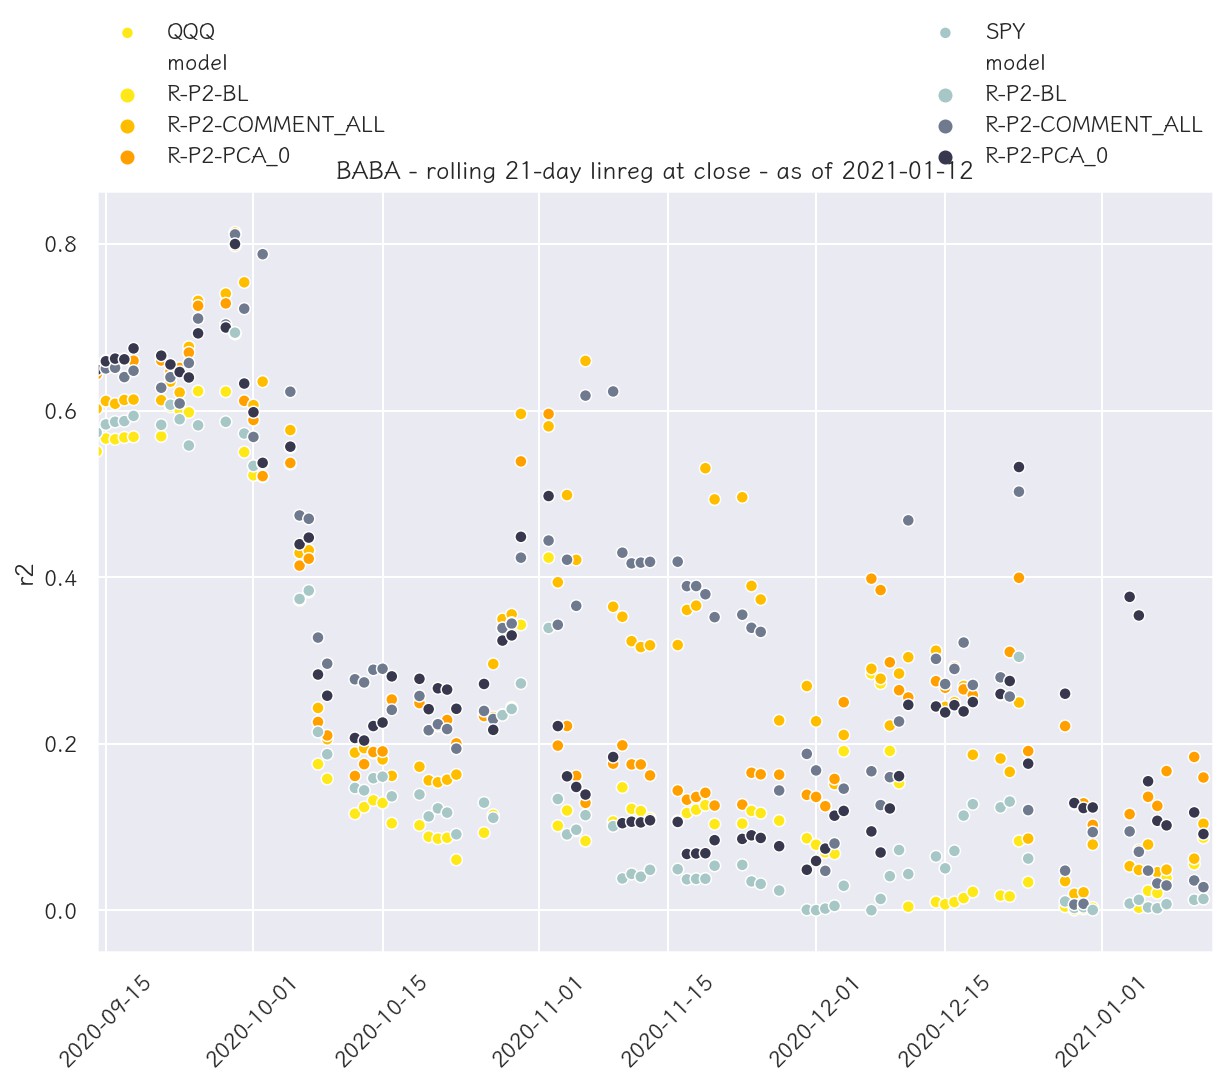 QQQ
model
R-P2-BL
R-P2-COMMENT_ALL
R-P2-PCA_0
SPY
model
R-P2-BL
R-P2-COMMENT_ALL
R-P2-PCA_0
BABA - rolling 21-day linreg at close - as of 2021-01-12
r2
0.8
0.6
0.4
0.2
0.0
2020-09-15
2020-10-01
2020-10-15
2020-11-01
2020-11-15
2020-12-01
2020-12-15
2021-01-01